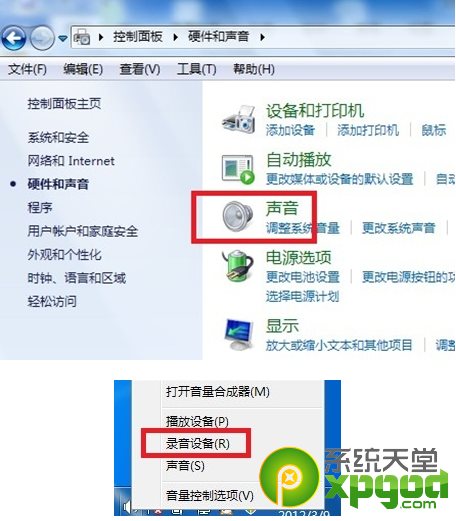 控制面板 ▸ 硬件和声音 ▸
文件(F) 编辑(E) 查看(V) 工具(T) 帮助(H)
控制面板主页
系统和安全
网络和 Internet
硬件和声音
程序
用户帐户和家庭安全
外观和个性化
时钟、语言和区域
轻松访问
设备和打印机
添加设备 添加打印机 鼠标
自动播放
更改媒体或设备的默认设置
声音
调整系统音量 更改系统声音
电源选项
更改电池设置 更改电源按钮的功
选择电源计划
显示
放大或缩小文本和其他项目
打开音量合成器(M)
播放设备(P)
录音设备(R)
声音(S)
音量控制选项(V)
2012/3/9
系统天堂
xpgod
.com